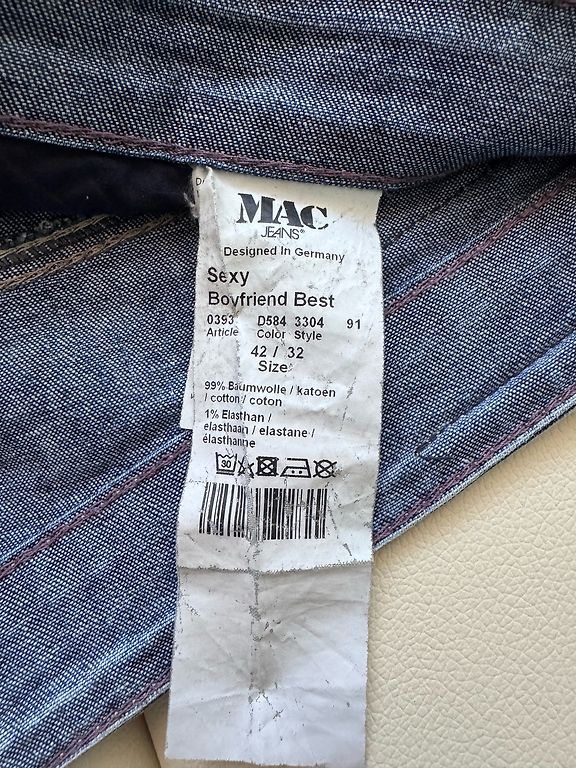 MAC
JEANS®
Designed In Germany
Sexy
Boyfriend Best
0393 D584 3304 91
Article Color Style
42 / 32
Size:
99% Baumwolle / katoen
/ cotton / coton
1% Elasthan /
elasthaan / elastane /
élasthanne
30